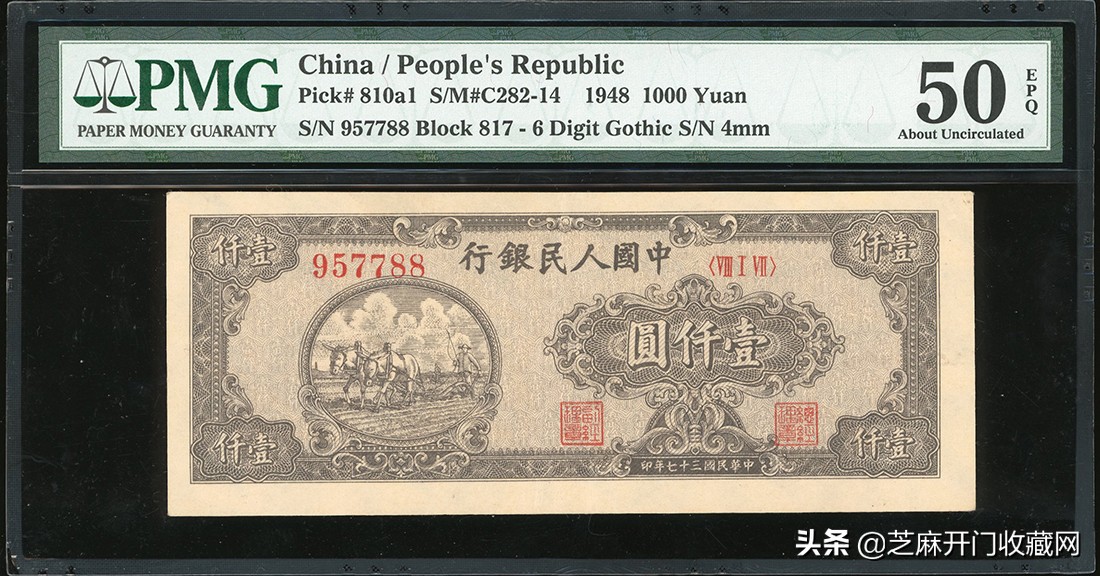 PMG
PAPER MONEY GUARANTY
China / People's Republic
Pick# 810a1 S/M#C282-14 1948 1000 Yuan
S/N 957788 Block 817 - 6 Digit Gothic S/N 4mm
50
EPQ
About Uncirculated
仟壹
仟壹
957788
行銀民人國中
〈Ⅷ Ⅰ Ⅶ〉
圓仟壹
仟壹
仟壹
印年七十三國民華中
头条 @芝麻开门收藏网